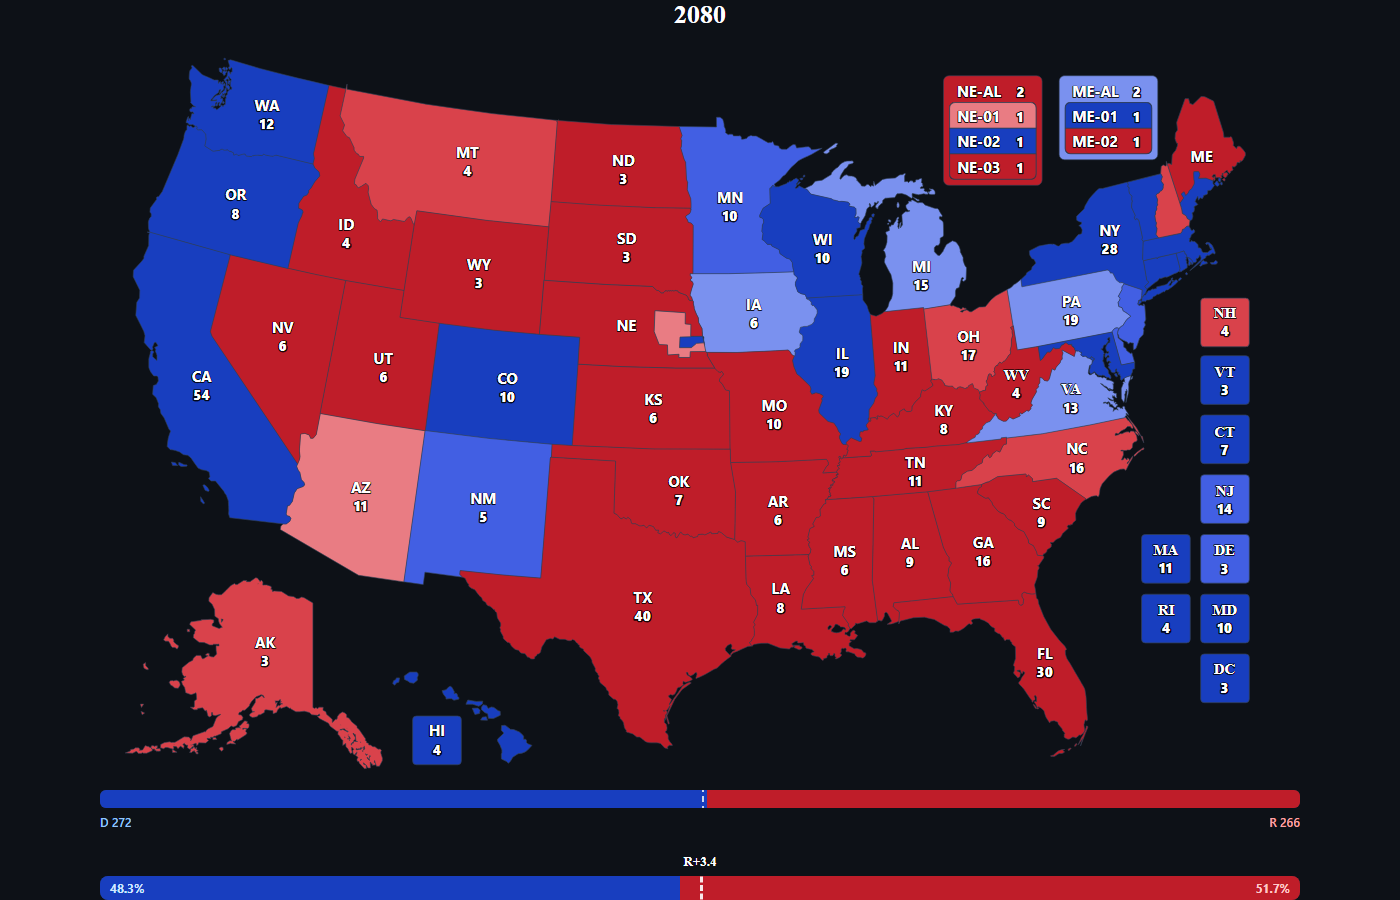 2080
WA
12
OR
8
CA
54
NV
6
ID
4
MT
4
WY
3
UT
6
AZ
11
CO
10
NM
5
ND
3
SD
3
NE
KS
6
OK
7
TX
40
MN
10
IA
6
MO
10
AR
6
LA
8
WI
10
IL
19
MI
15
IN
11
OH
17
KY
8
TN
11
MS
6
AL
9
GA
16
FL
30
SC
9
NC
16
VA
13
WV
4
PA
19
NY
28
ME
AK
3
HI
4
NE-AL 2
NE-01 1
NE-02 1
NE-03 1
ME-AL 2
ME-01 1
ME-02 1
NH
4
VT
3
CT
7
NJ
14
MA
11
DE
3
RI
4
MD
10
DC
3
D 272
R 266
R+3.4
48.3%
51.7%